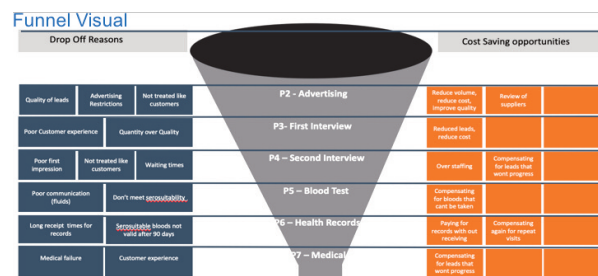 Funnel Visual
Drop Off Reasons
Cost Saving opportunities
Quality of leads
Advertising
Restrictions
Not treated like
customers
P2 - Advertising
Reduce volume,
reduce cost,
improve quality
Review of
suppliers
Poor Customer experience
Quantity over Quality
P3- First Interview
Reduced leads,
reduce cost
Poor first
impression
Not treated like
customers
Waiting times
P4 – Second Interview
Over staffing
Compensating
for leads that
wont progress
Poor communication
(fluids)
Don't meet serosuitability
P5 – Blood Test
Compensating
for bloods that
cant be taken
Long receipt times for
records
Serosuitable bloods not
valid after 90 days
P6 – Health Records
Paying for
records with out
receiving
Compensating
again for repeat
visits
Medical failure
Customer experience
P7 – Medical
Compensating
for leads that
wont progress